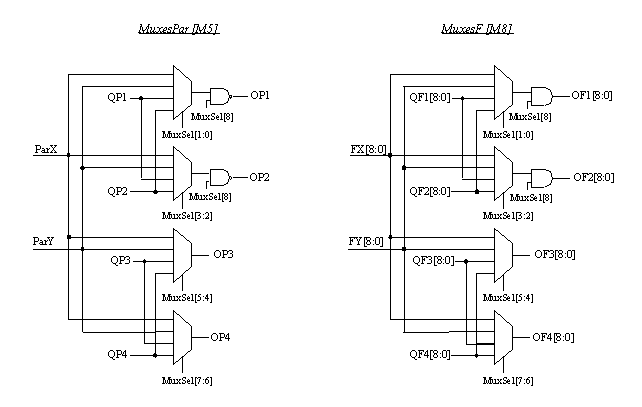 MuxesPar [M5]
MuxesF [M8]
QP1
OP1
MuxSel[8]
MuxSel[1:0]
ParX
QP2
OP2
MuxSel[8]
MuxSel[3:2]
ParY
QP3
OP3
MuxSel[5:4]
QP4
OP4
MuxSel[7:6]
QF1[8:0]
OF1[8:0]
MuxSel[8]
MuxSel[1:0]
FX[8:0]
QF2[8:0]
OF2[8:0]
MuxSel[8]
MuxSel[3:2]
FY[8:0]
QF3[8:0]
OF3[8:0]
MuxSel[5:4]
QF4[8:0]
OF4[8:0]
MuxSel[7:6]